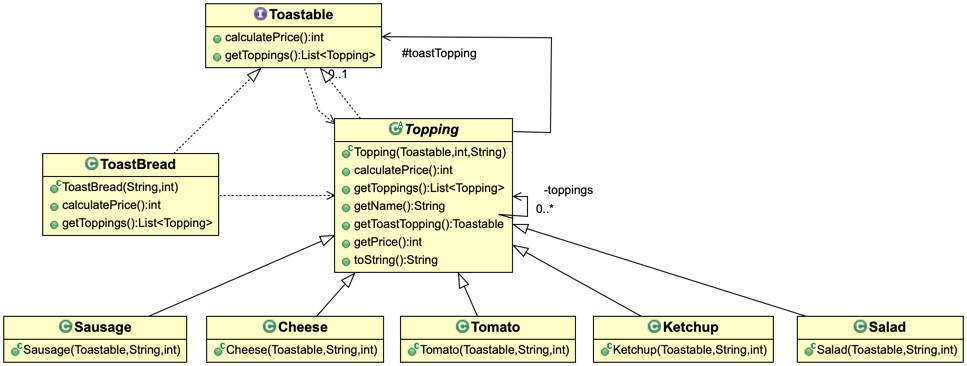 Toastable
calculatePrice():int
getToppings():List<Topping>
#toastTopping
0..1
Topping
Topping(Toastable,int,String)
calculatePrice():int
getToppings():List<Topping>
getName():String
getToastTopping():Toastable
getPrice():int
toString():String
ToastBread
ToastBread(String,int)
calculatePrice():int
getToppings():List<Topping>
-toppings
0..*
Sausage
Sausage(Toastable,String,int)
Cheese
Cheese(Toastable,String,int)
Tomato
Tomato(Toastable,String,int)
Ketchup
Ketchup(Toastable,String,int)
Salad
Salad(Toastable,String,int)